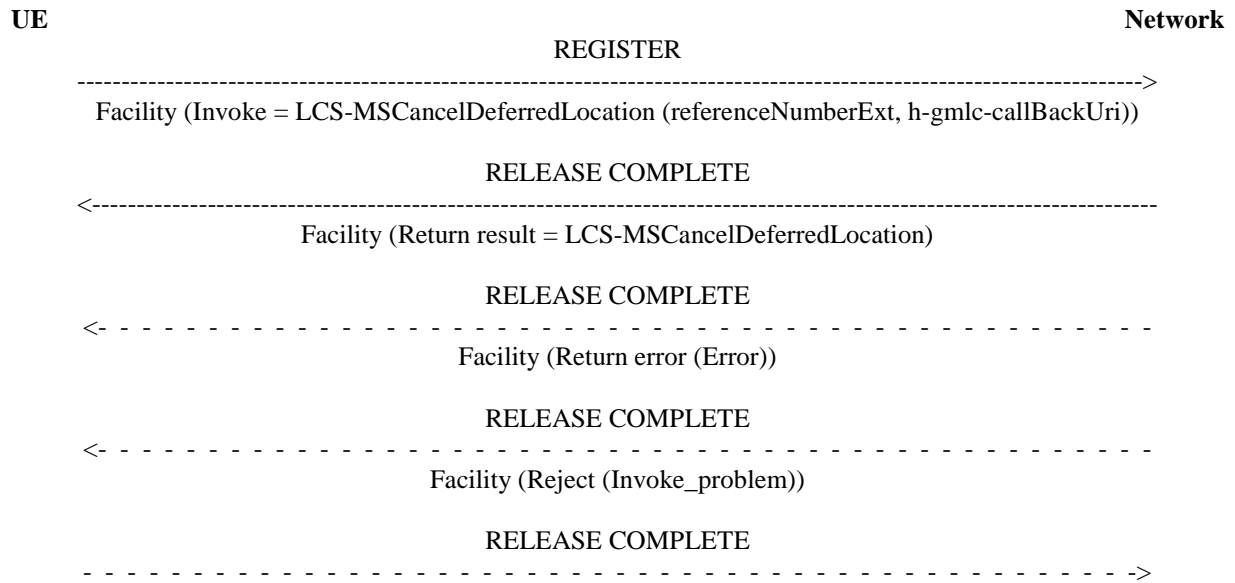 UE Network
REGISTER
Facility (Invoke = LCS-MSCancelDeferredLocation (referenceNumberExt, h-gmlc-callBackUri))
RELEASE COMPLETE
Facility (Return result = LCS-MSCancelDeferredLocation)
RELEASE COMPLETE
Facility (Return error (Error))
RELEASE COMPLETE
Facility (Reject (Invoke_problem))
RELEASE COMPLETE